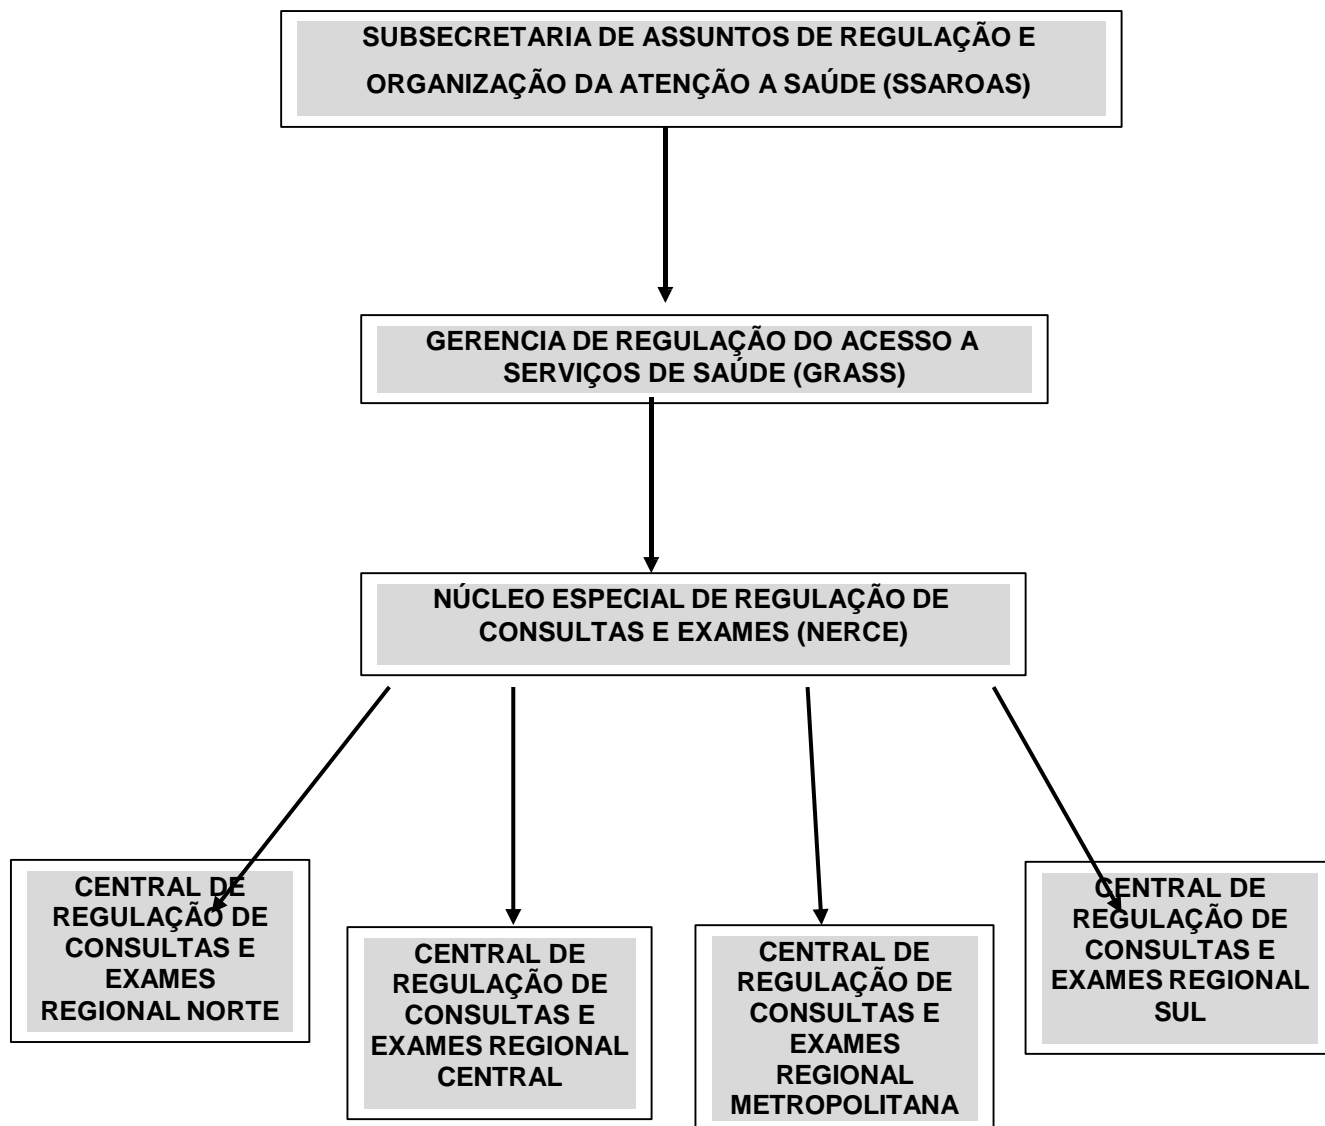 SUBSECRETARIA DE ASSUNTOS DE REGULAÇÃO E
ORGANIZAÇÃO DA ATENÇÃO A SAÚDE (SSAROAS)
GERENCIA DE REGULAÇÃO DO ACESSO A
SERVIÇOS DE SAÚDE (GRASS)
NÚCLEO ESPECIAL DE REGULAÇÃO DE
CONSULTAS E EXAMES (NERCE)
CENTRAL DE
REGULAÇÃO DE
CONSULTAS E
EXAMES
REGIONAL NORTE
CENTRAL DE
REGULAÇÃO DE
CONSULTAS E
EXAMES REGIONAL
CENTRAL
CENTRAL DE
REGULAÇÃO DE
CONSULTAS E
EXAMES
REGIONAL
METROPOLITANA
CENTRAL DE
REGULAÇÃO DE
CONSULTAS E
EXAMES REGIONAL
SUL